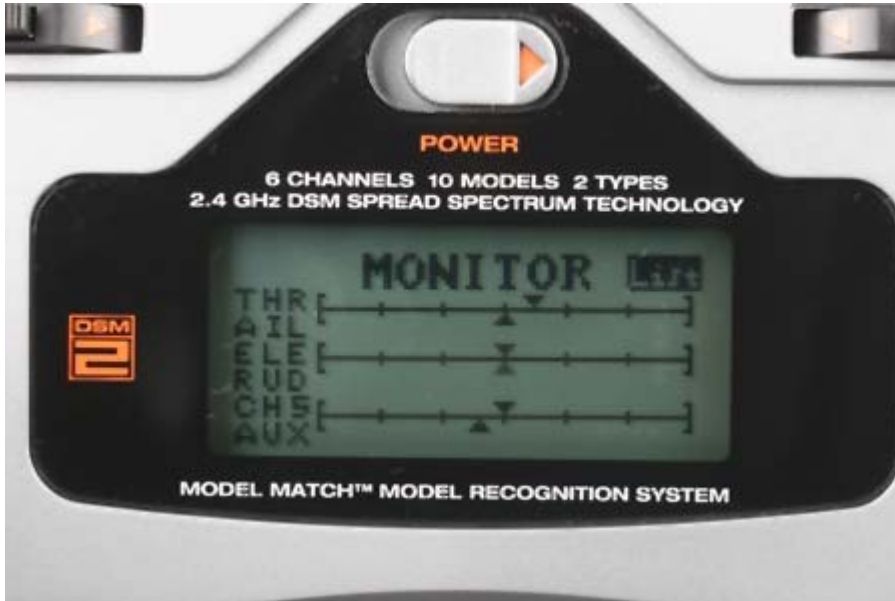 POWER
6 CHANNELS 10 MODELS 2 TYPES
2.4 GHz DSM SPREAD SPECTRUM TECHNOLOGY
MONITOR
THR
AIL
ELE
RUD
CH5
AUX
DSM
2
MODEL MATCH™ MODEL RECOGNITION SYSTEM